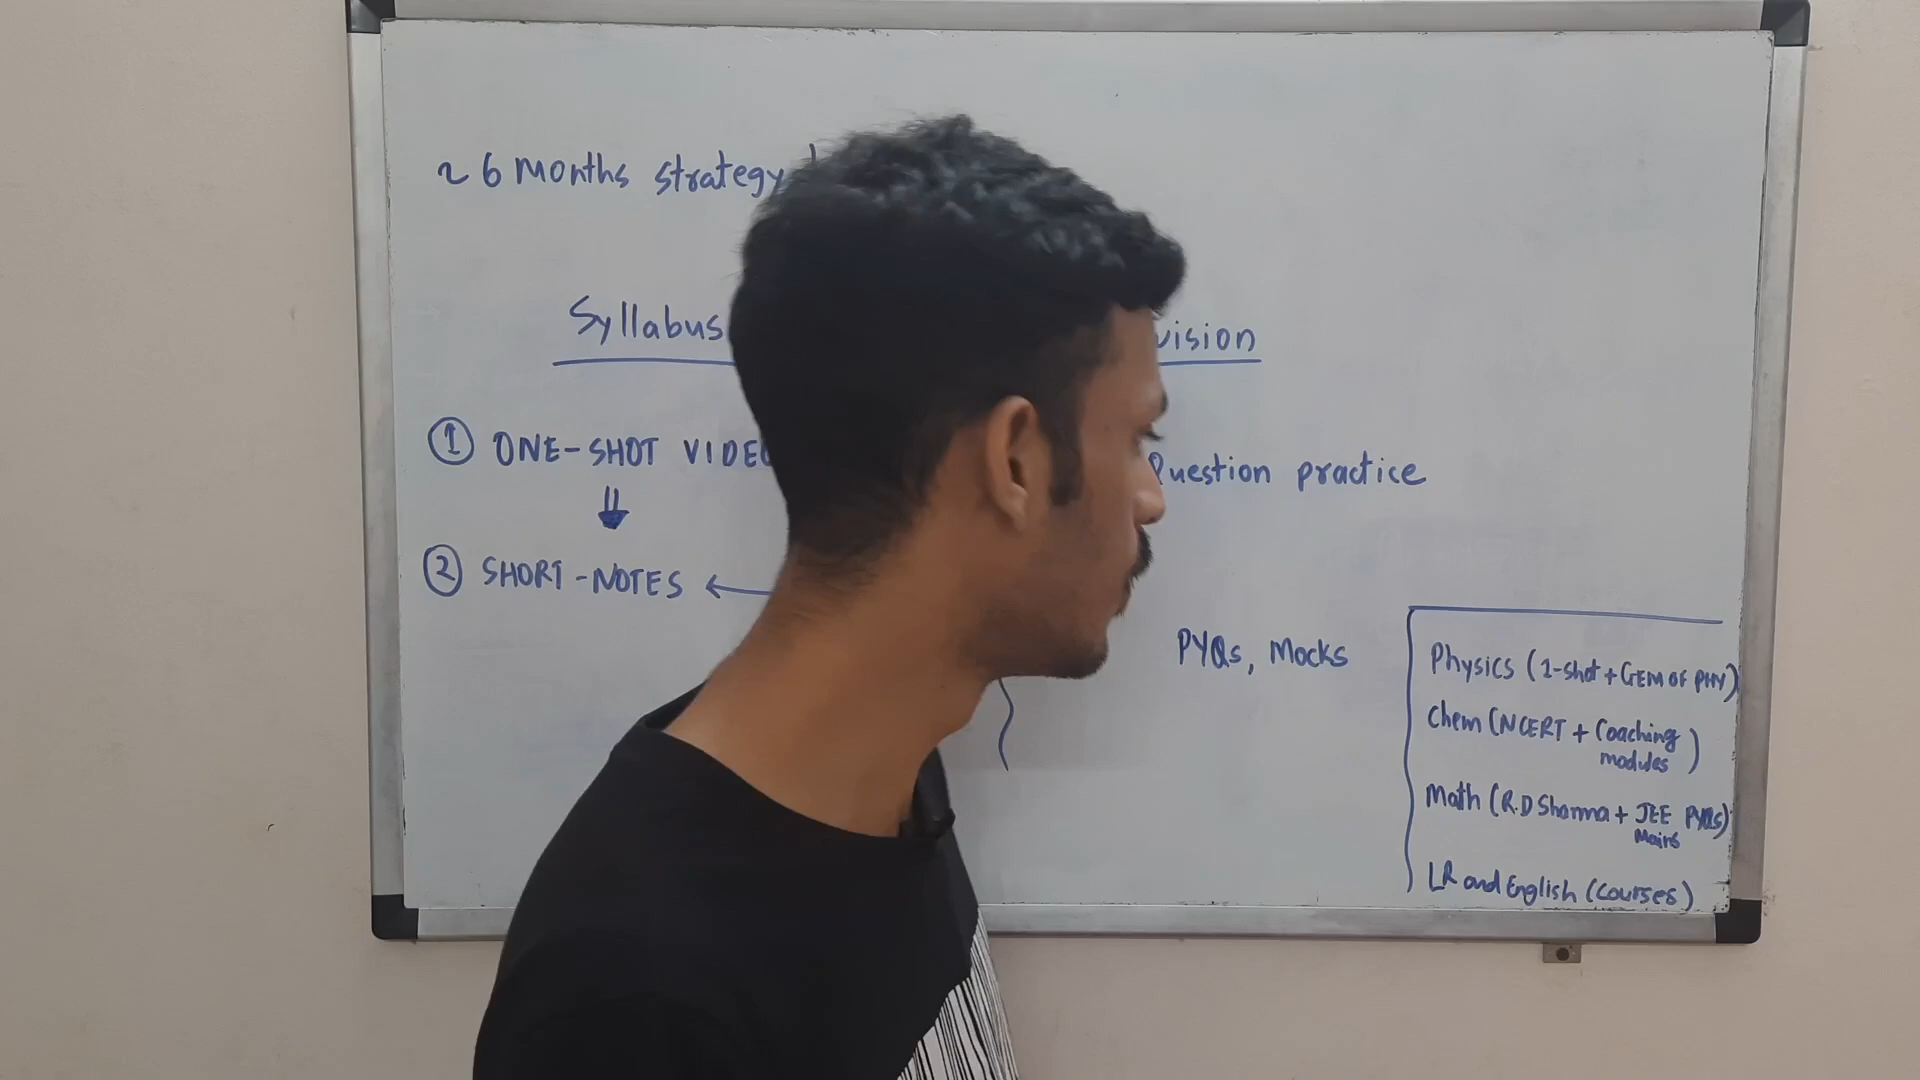 ~ 6 Months strategy
Syllabus
① ONE-SHOT VIDEO
② SHORT-NOTES
Question practice
PYQs, Mocks
Physics (1-shot + GEM OF PHY)
Chem (NCERT + Coaching modules)
Math (R.D Sharma + JEE Mains PYQs)
LR and English (courses)